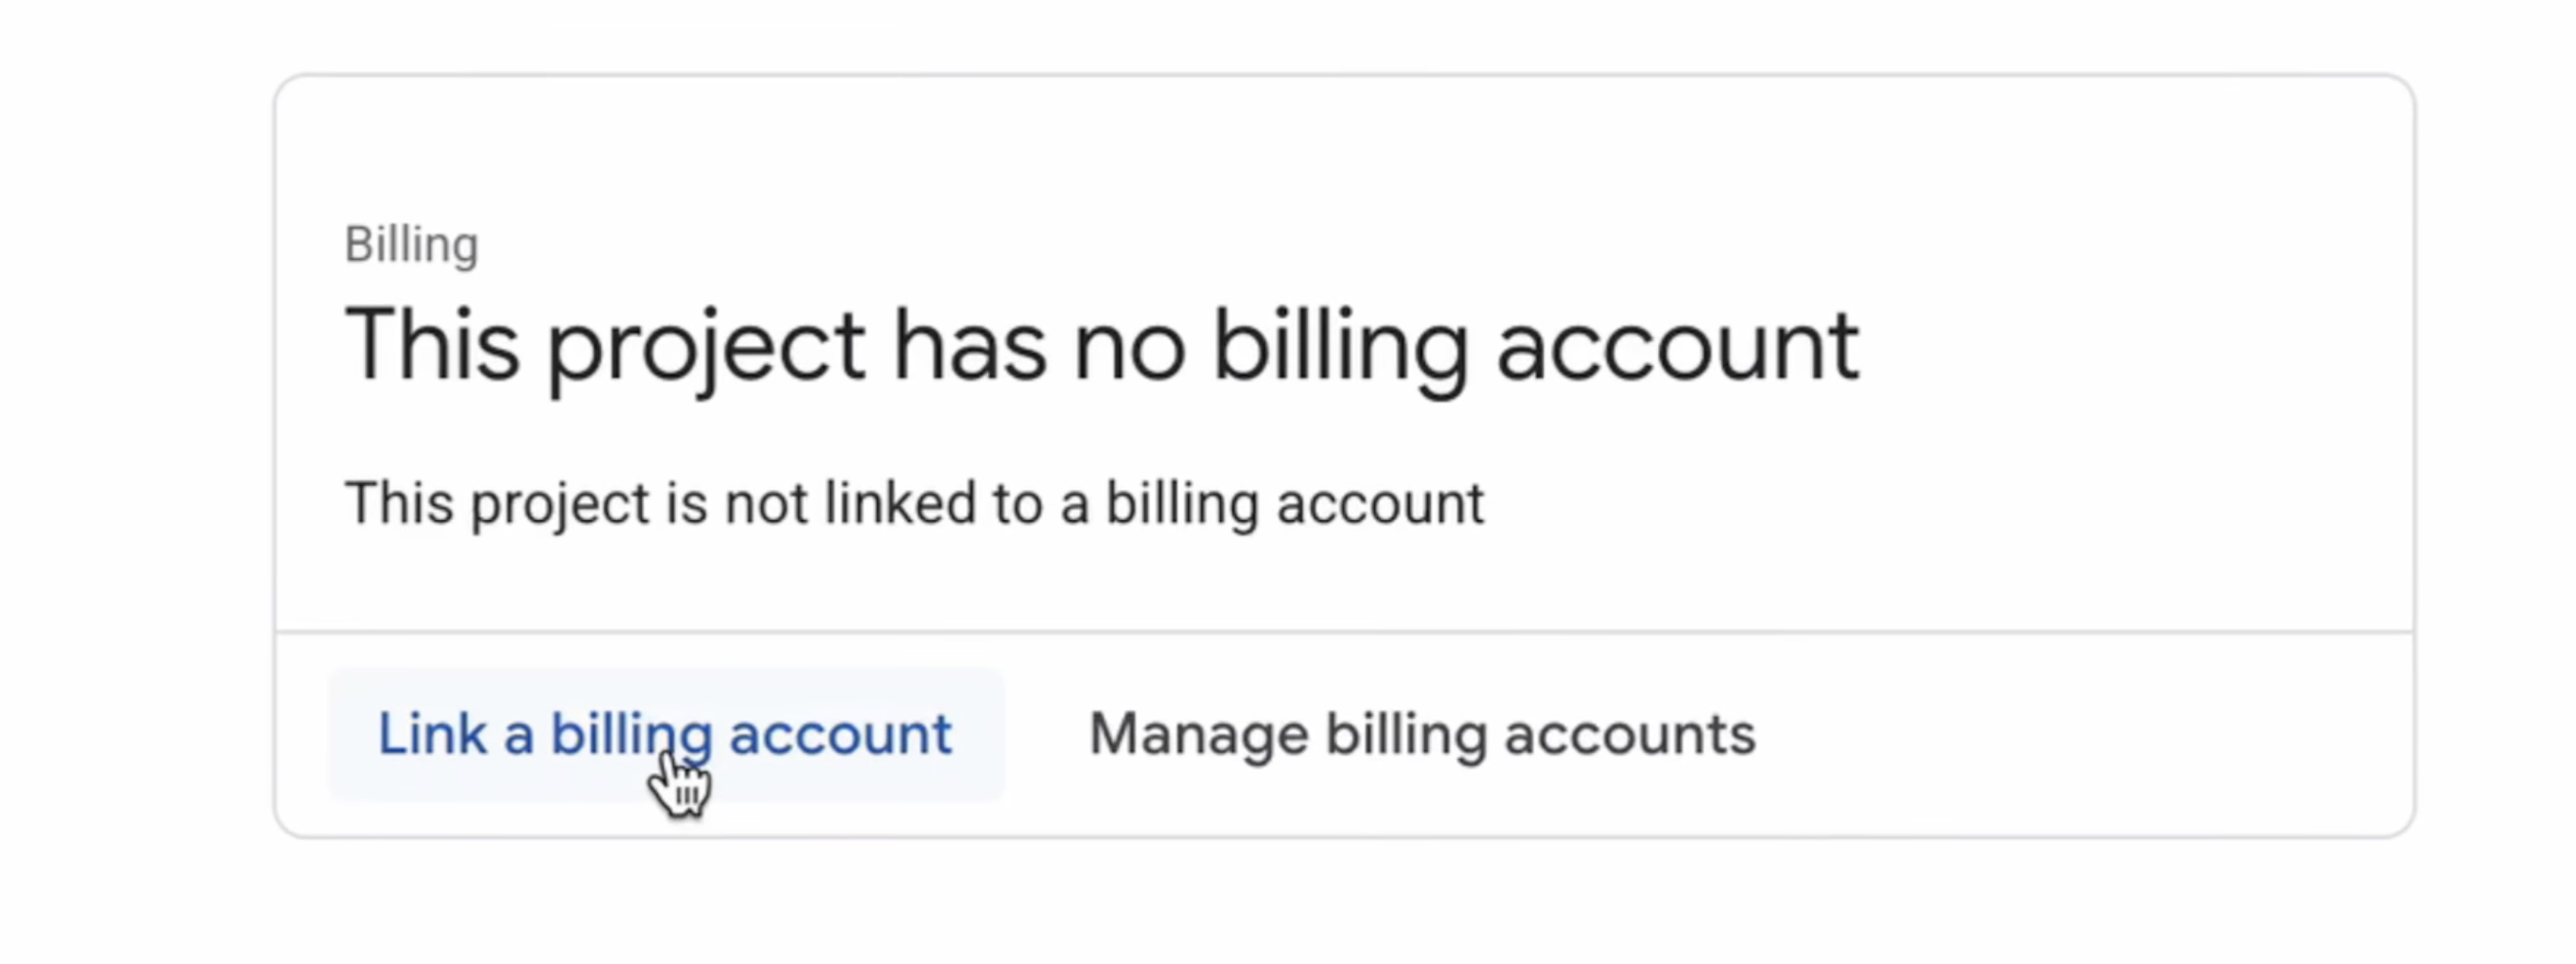 Billing
This project has no billing account
This project is not linked to a billing account
Link a billing account Manage billing accounts